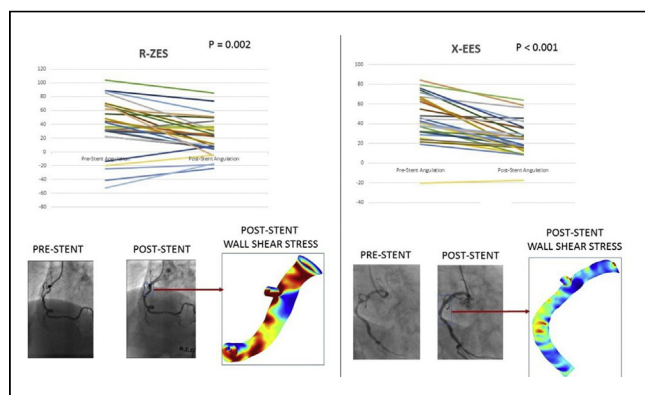 R-ZES
P = 0.002
120
100
80
60
40
20
0
-20
-40
-60
-80
Pre-Stent Angulation
Post-Stent Angulation
X-EES
P < 0.001
100
80
60
40
20
0
-20
-40
Pre-Stent Angulation
Post-Stent Angulation
PRE-STENT
POST-STENT
POST-STENT
WALL SHEAR STRESS
PRE-STENT
POST-STENT
POST-STENT
WALL SHEAR STRESS